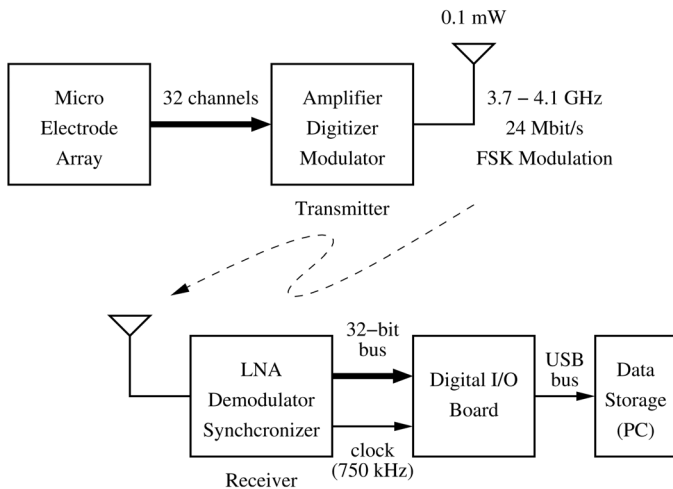 0.1 mW
Micro
Electrode
Array
32 channels
Amplifier
Digitizer
Modulator
3.7 − 4.1 GHz
24 Mbit/s
FSK Modulation
Transmitter
LNA
Demodulator
Synchcronizer
32−bit
bus
clock
(750 kHz)
Digital I/O
Board
USB
bus
Data
Storage
(PC)
Receiver